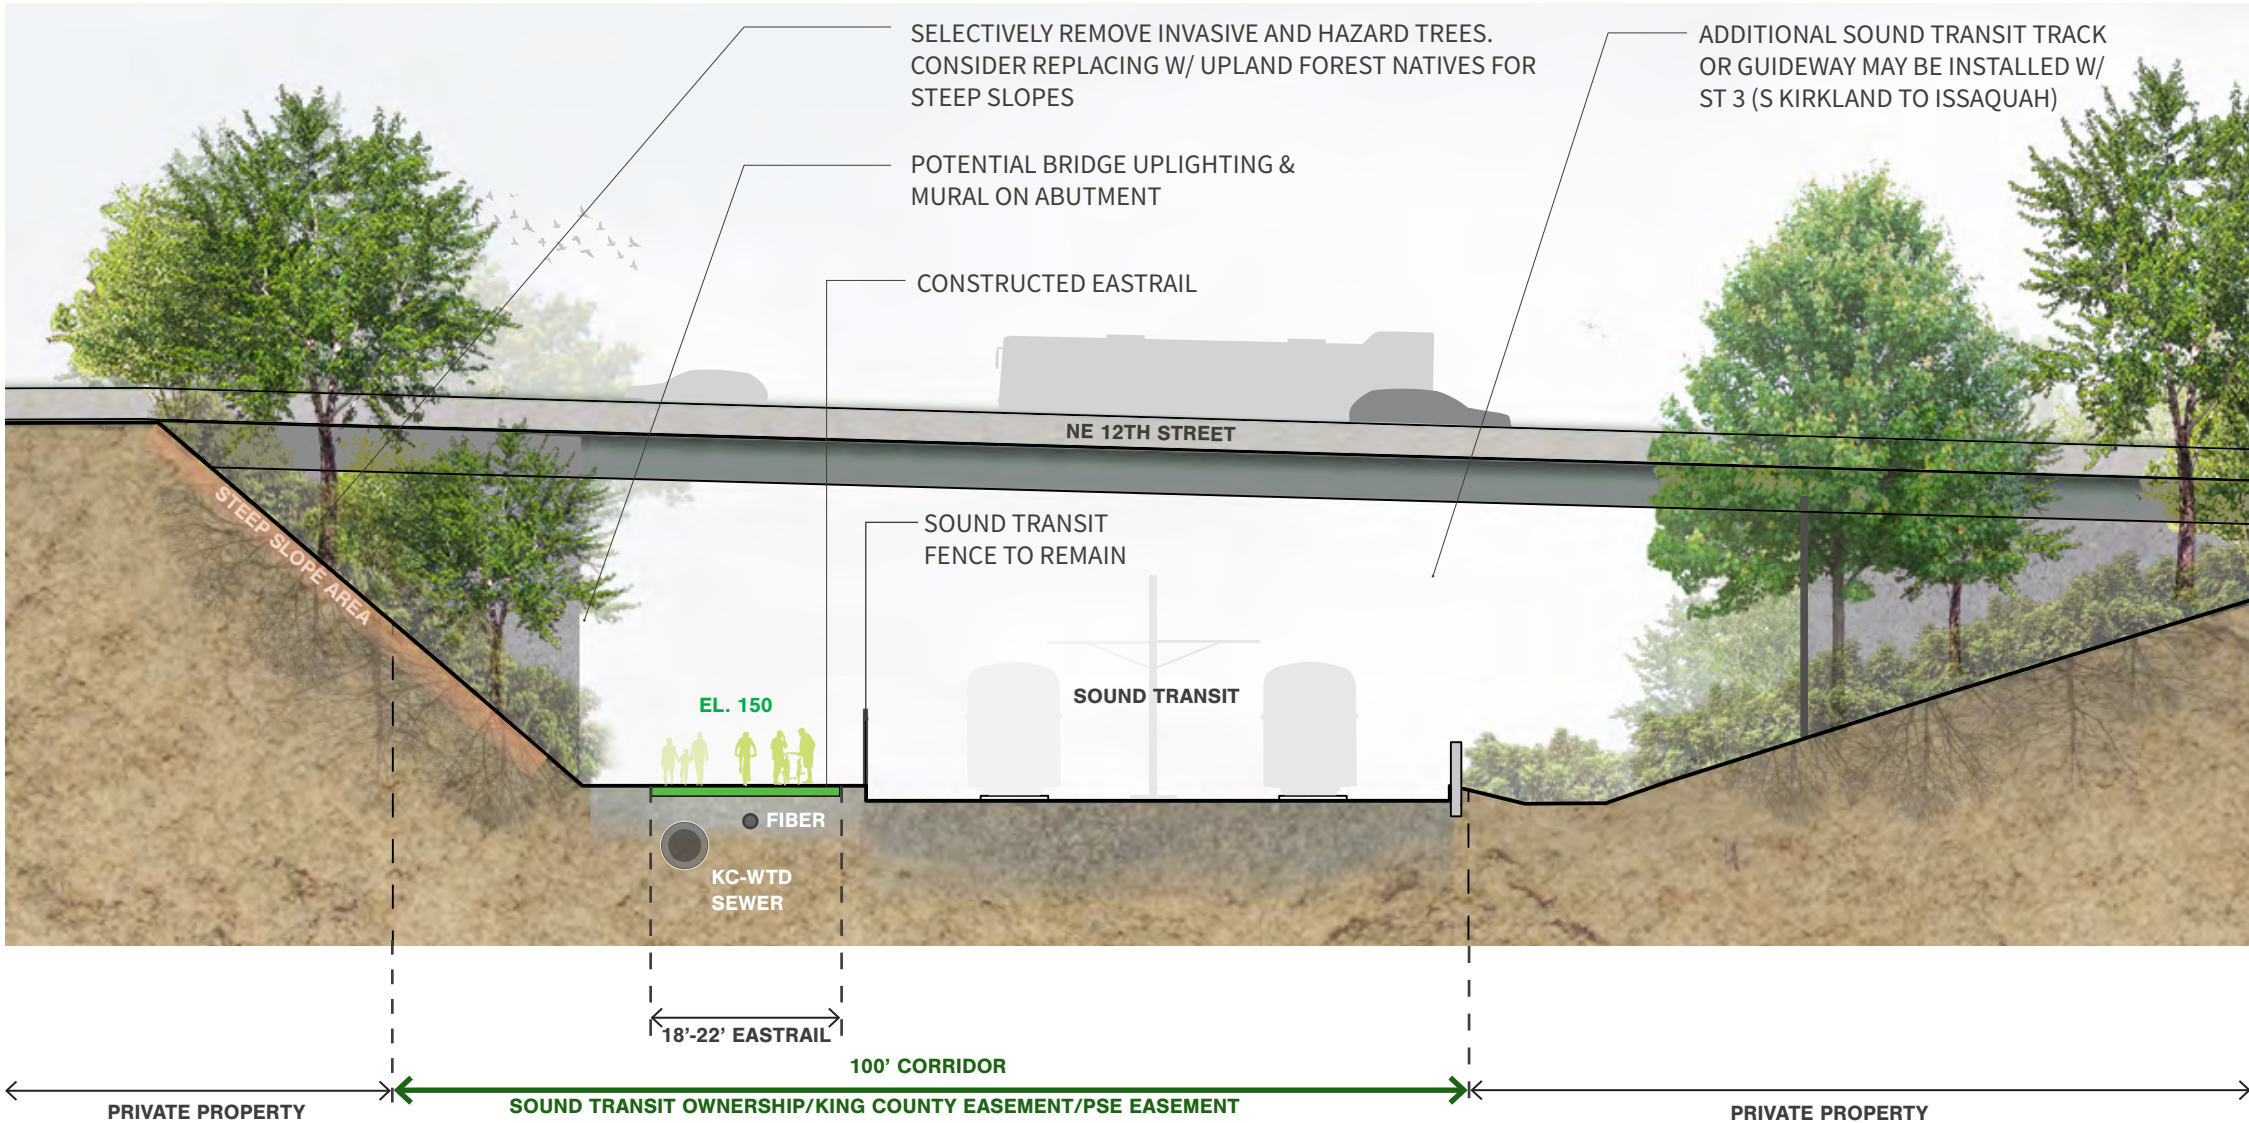 SELECTIVELY REMOVE INVASIVE AND HAZARD TREES.
CONSIDER REPLACING W/ UPLAND FOREST NATIVES FOR
STEEP SLOPES
ADDITIONAL SOUND TRANSIT TRACK
OR GUIDEWAY MAY BE INSTALLED W/
ST 3 (S KIRKLAND TO ISSAQUAH)
POTENTIAL BRIDGE UPLIGHTING &
MURAL ON ABUTMENT
CONSTRUCTED EASTRAIL
NE 12TH STREET
STEEP SLOPE AREA
SOUND TRANSIT
FENCE TO REMAIN
EL. 150
SOUND TRANSIT
FIBER
KC-WTD
SEWER
18’-22’ EASTRAIL
100’ CORRIDOR
PRIVATE PROPERTY
SOUND TRANSIT OWNERSHIP/KING COUNTY EASEMENT/PSE EASEMENT
PRIVATE PROPERTY